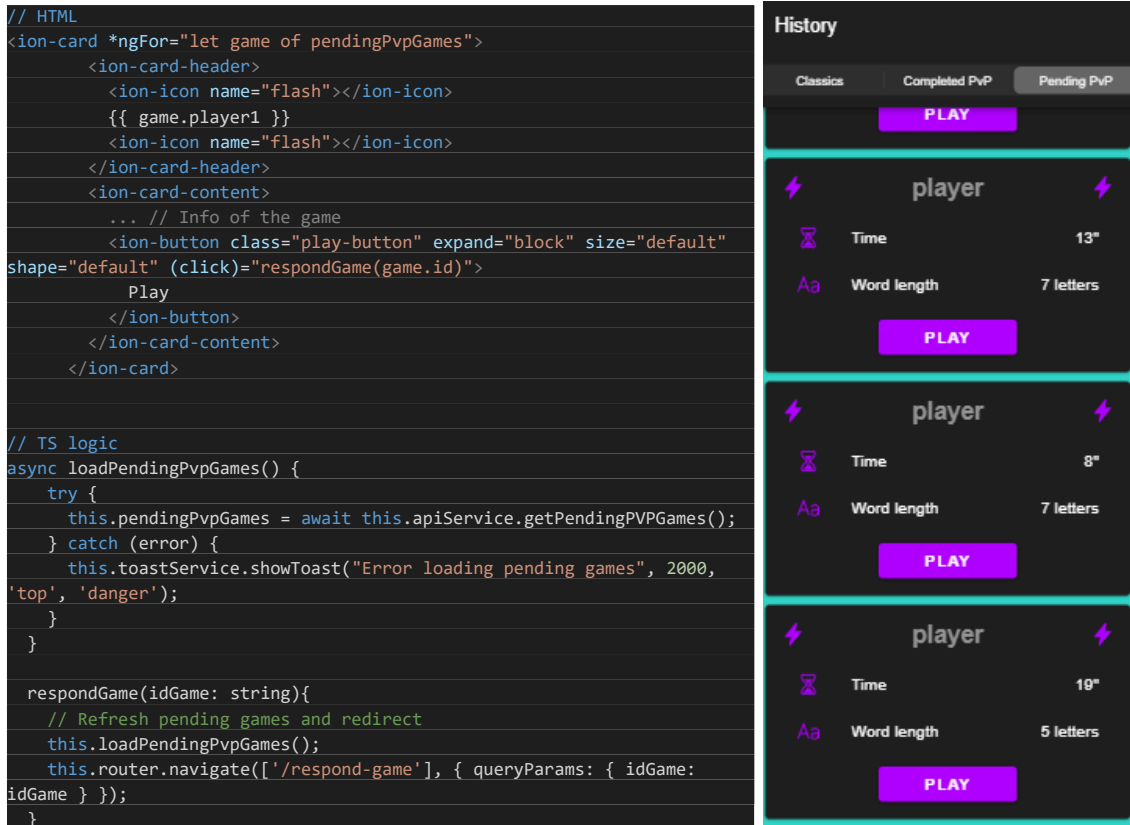 // HTML
<ion-card *ngFor="let game of pendingPvpGames">
        <ion-card-header>
          <ion-icon name="flash"></ion-icon>
          {{ game.player1 }}
          <ion-icon name="flash"></ion-icon>
        </ion-card-header>
        <ion-card-content>
          ... // Info of the game
          <ion-button class="play-button" expand="block" size="default"
shape="default" (click)="respondGame(game.id)">
            Play
          </ion-button>
        </ion-card-content>
      </ion-card>
// TS logic
async loadPendingPvpGames() {
    try {
      this.pendingPvpGames = await this.apiService.getPendingPVPGames();
    } catch (error) {
      this.toastService.showToast("Error loading pending games", 2000,
'top', 'danger');
    }
  }
  respondGame(idGame: string){
    // Refresh pending games and redirect
    this.loadPendingPvpGames();
    this.router.navigate(['/respond-game'], { queryParams: { idGame:
idGame } });
  }
History
Classics Completed PvP Pending PvP
PLAY
player
Time 13"
Aa Word length 7 letters
PLAY
player
Time 8"
Aa Word length 7 letters
PLAY
player
Time 19"
Aa Word length 5 letters
PLAY